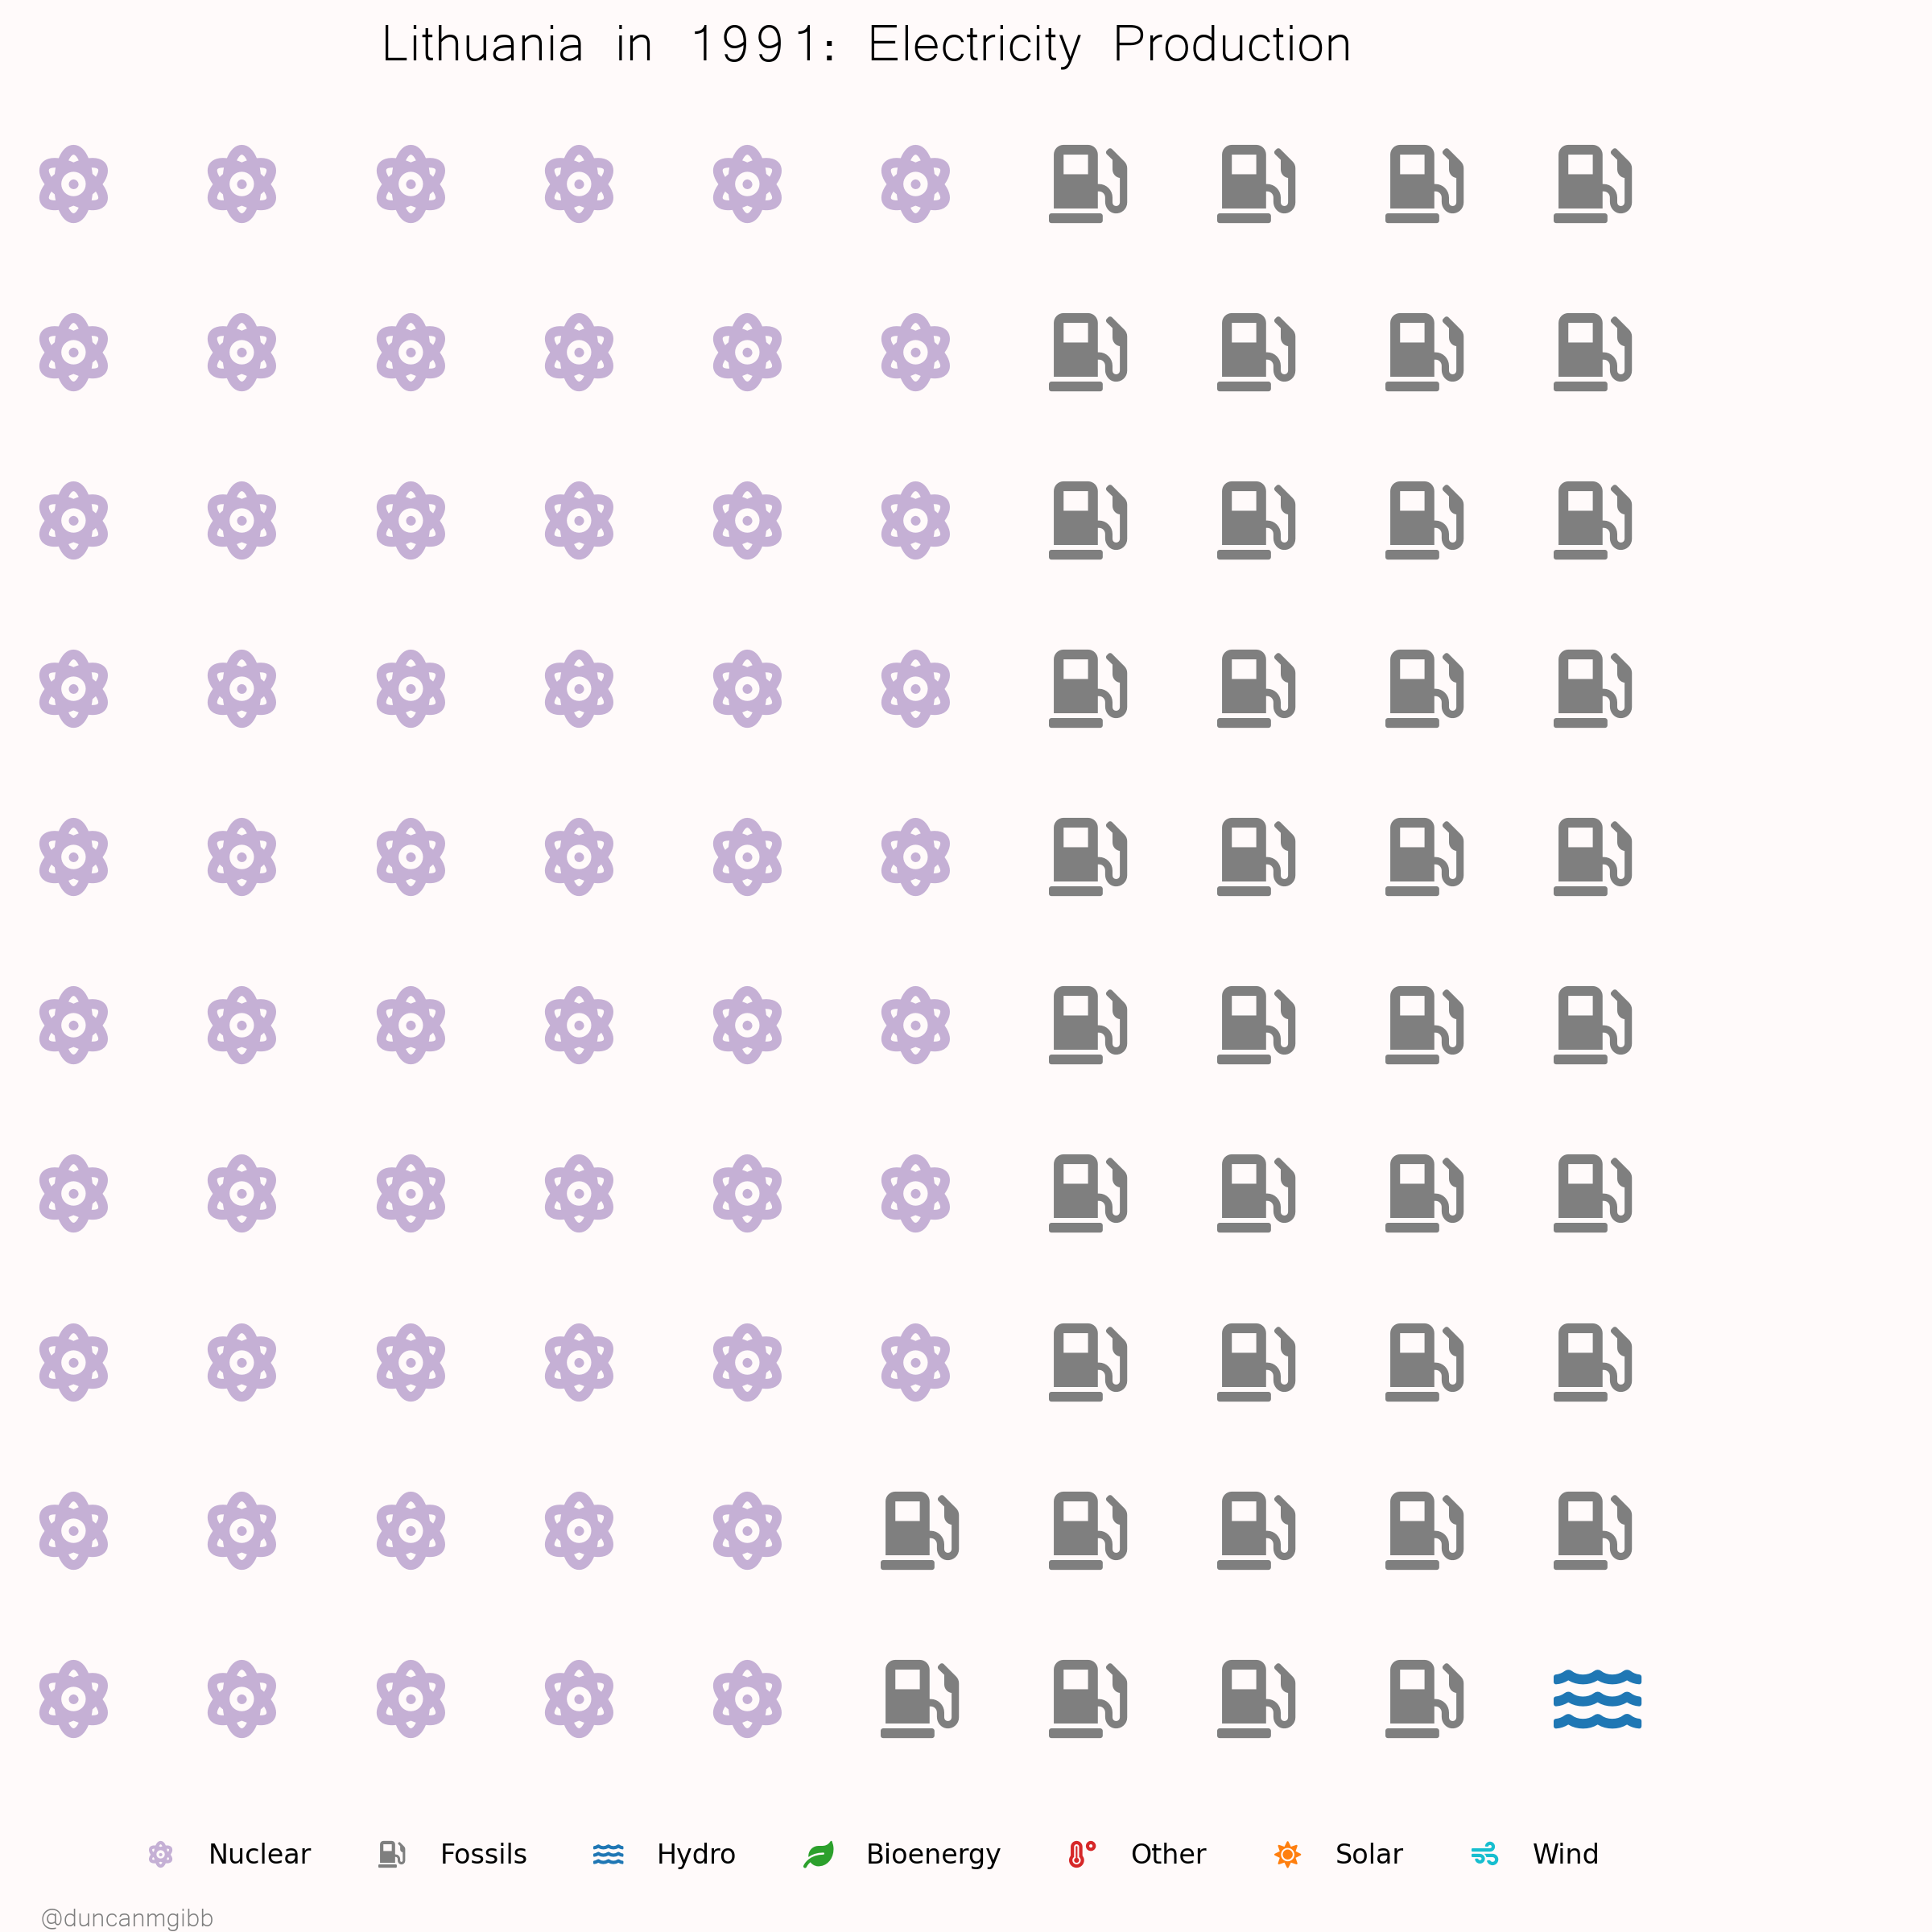 Lithuania in 1991: Electricity Production
Nuclear Fossils Hydro Bioenergy Other Solar Wind
@duncanmgibb